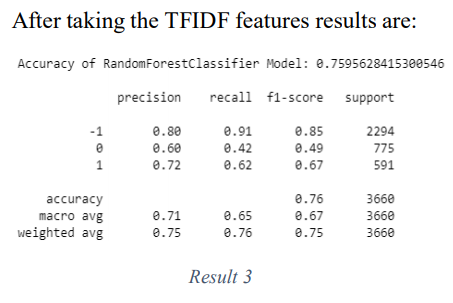 After taking the TFIDF features results are:
Accuracy of RandomForestClassifier Model: 0.7595628415300546
precision recall f1-score support
-1 0.80 0.91 0.85 2294
0 0.60 0.42 0.49 775
1 0.72 0.62 0.67 591
accuracy 0.76 3660
macro avg 0.71 0.65 0.67 3660
weighted avg 0.75 0.76 0.75 3660
Result 3